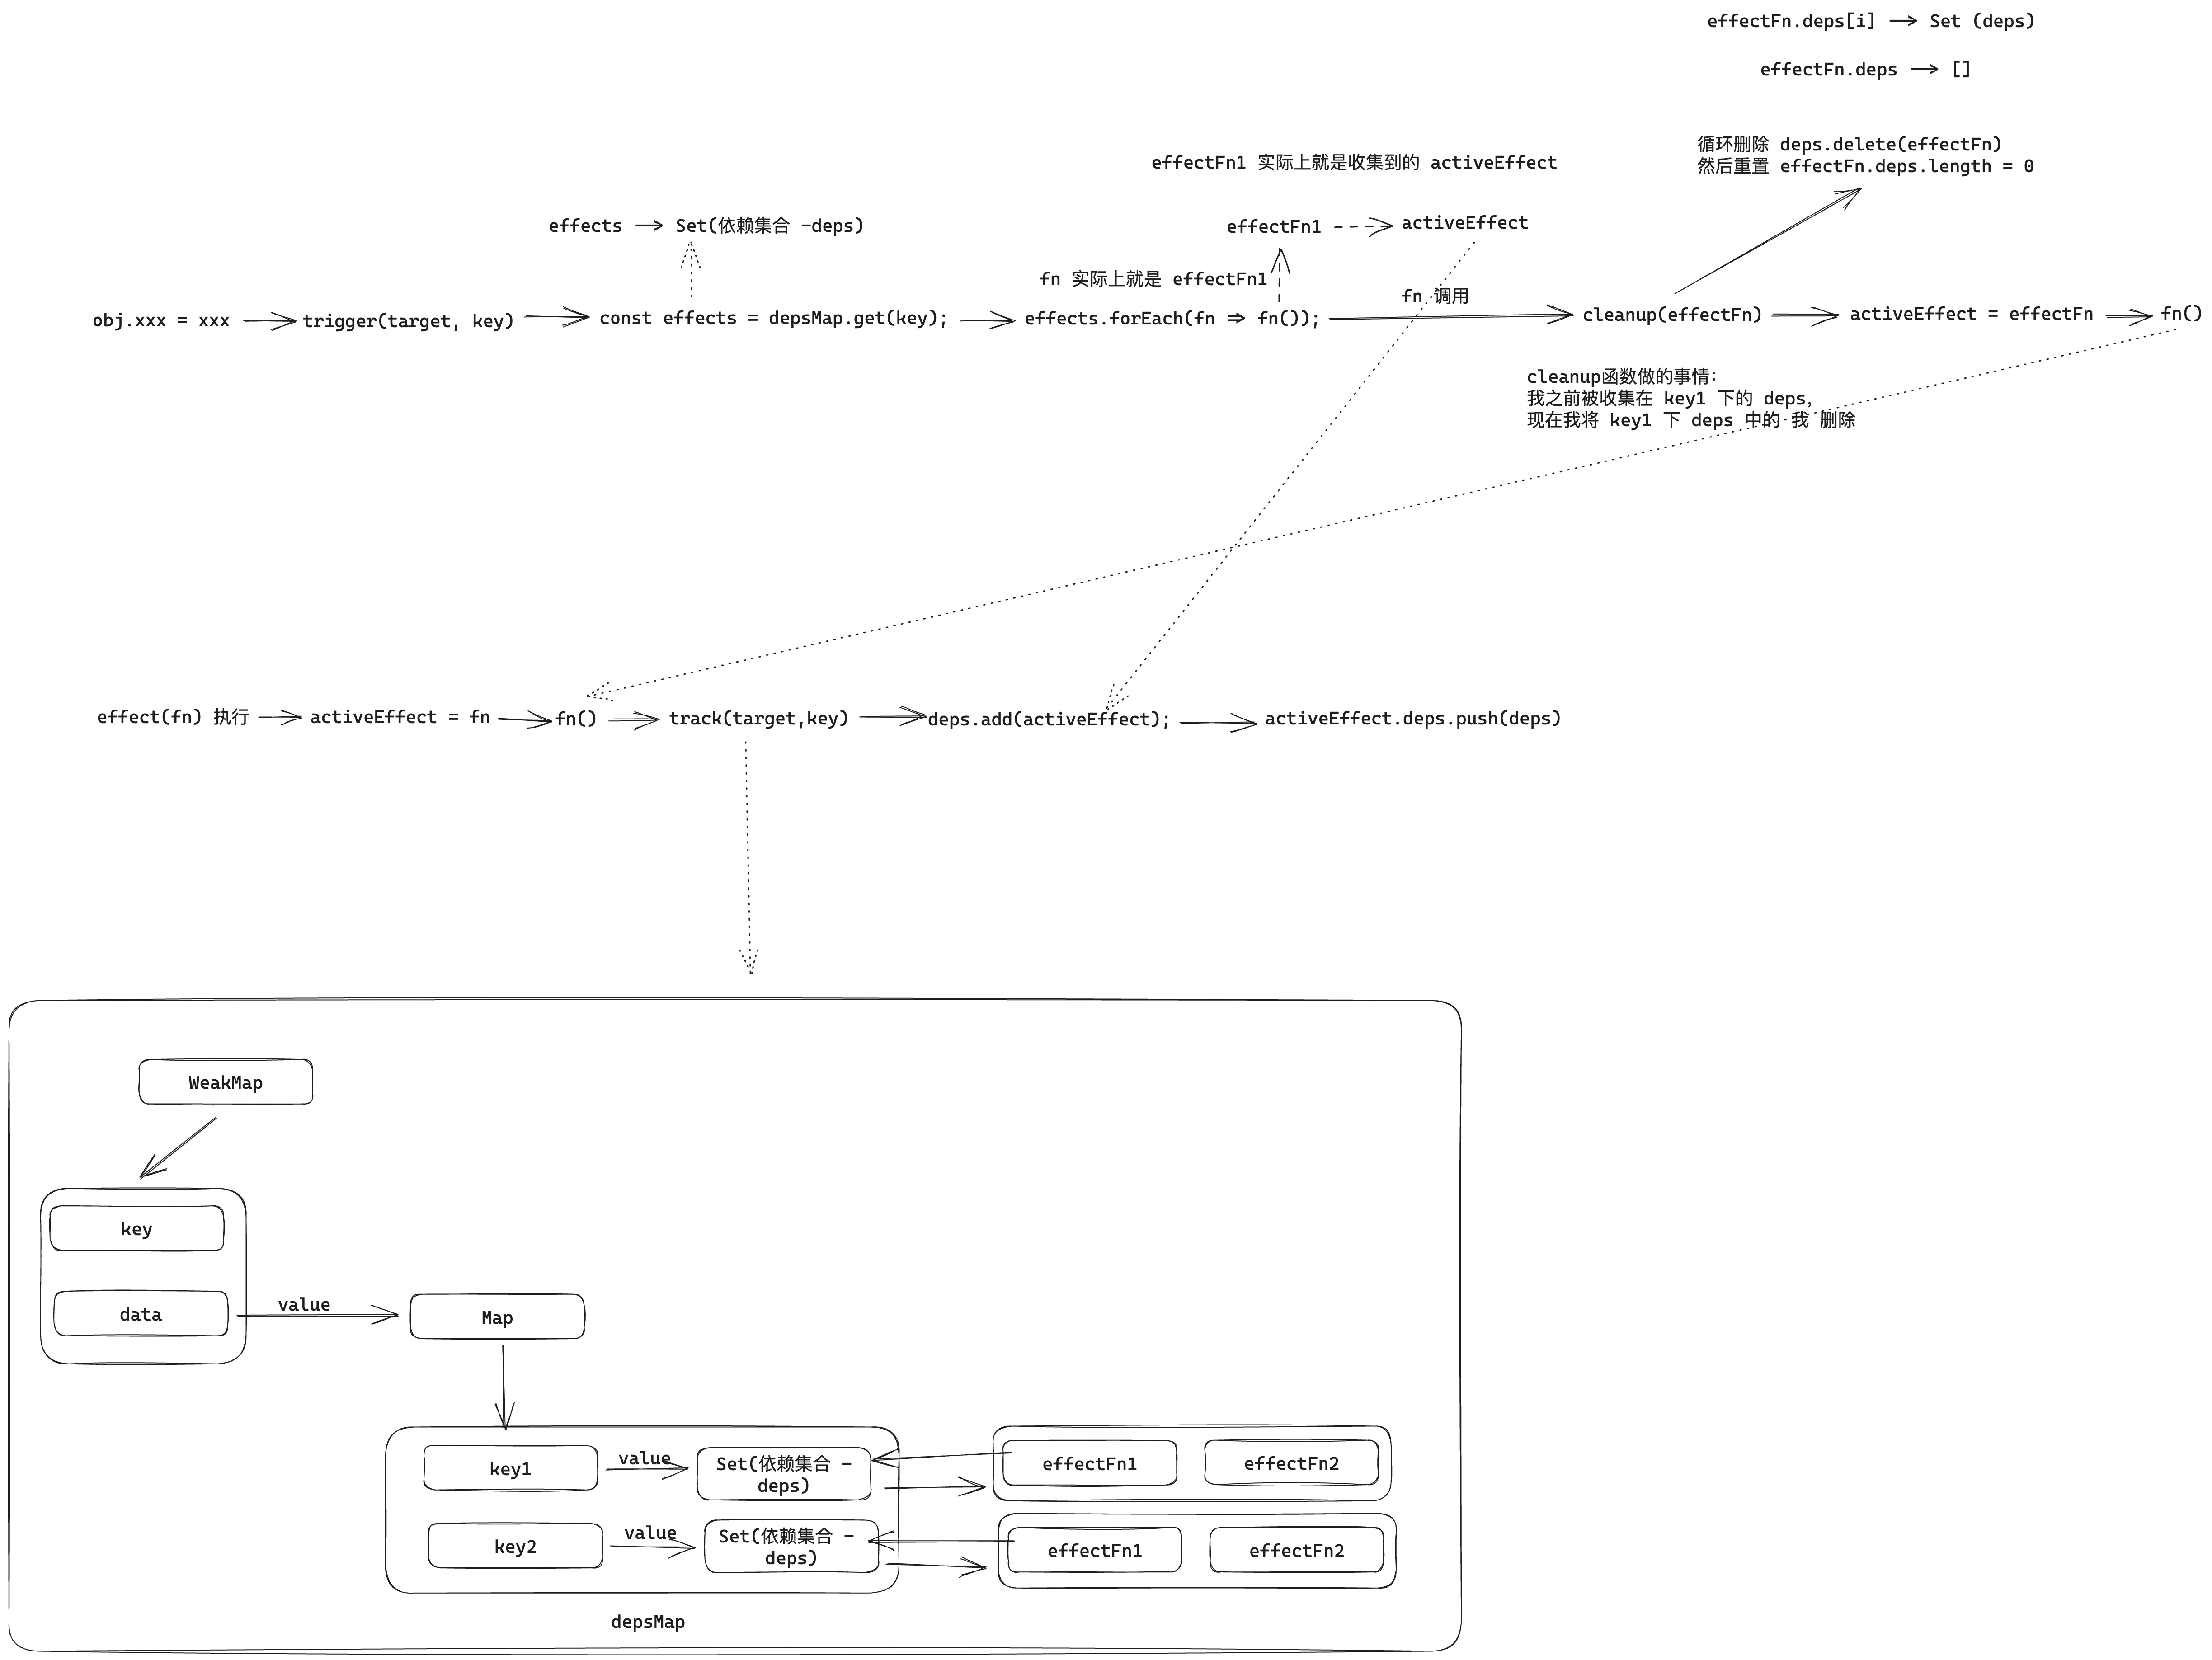 effectFn.deps[i] —> Set (deps)
effectFn.deps —> []
循环删除 deps.delete(effectFn)
然后重置 effectFn.deps.length = 0
effectFn1 实际上就是收集到的 activeEffect
effects —> Set(依赖集合 -deps)
effectFn1
activeEffect
fn 实际上就是 effectFn1
fn 调用
obj.xxx = xxx
trigger(target, key)
const effects = depsMap.get(key);
effects.forEach(fn => fn());
cleanup(effectFn)
activeEffect = effectFn
fn()
cleanup函数做的事情：
我之前被收集在 key1 下的 deps,
现在我将 key1 下 deps 中的 我 删除
effect(fn) 执行
activeEffect = fn
fn()
track(target,key)
deps.add(activeEffect);
activeEffect.deps.push(deps)
WeakMap
key
data
value
Map
key1
value
Set(依赖集合 -
deps)
effectFn1
effectFn2
key2
value
Set(依赖集合 -
deps)
effectFn1
effectFn2
depsMap